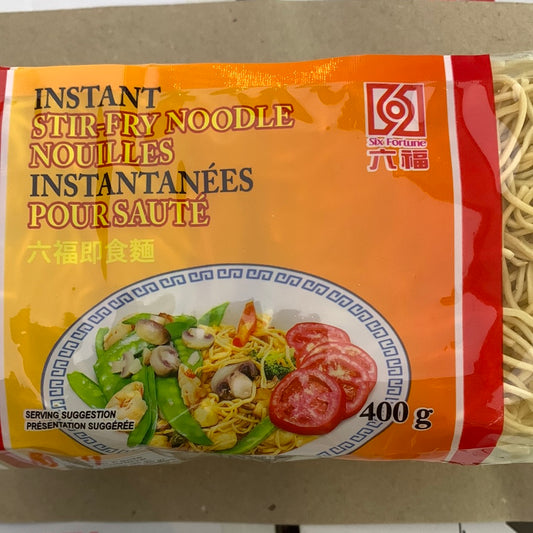 INSTANT
STIR-FRY NOODLE
NOUILLES
INSTANTANÉES
POUR SAUTÉ
六福即食麵
Six Fortune
六福
SERVING SUGGESTION
PRÉSENTATION SUGGÉRÉE
400 g